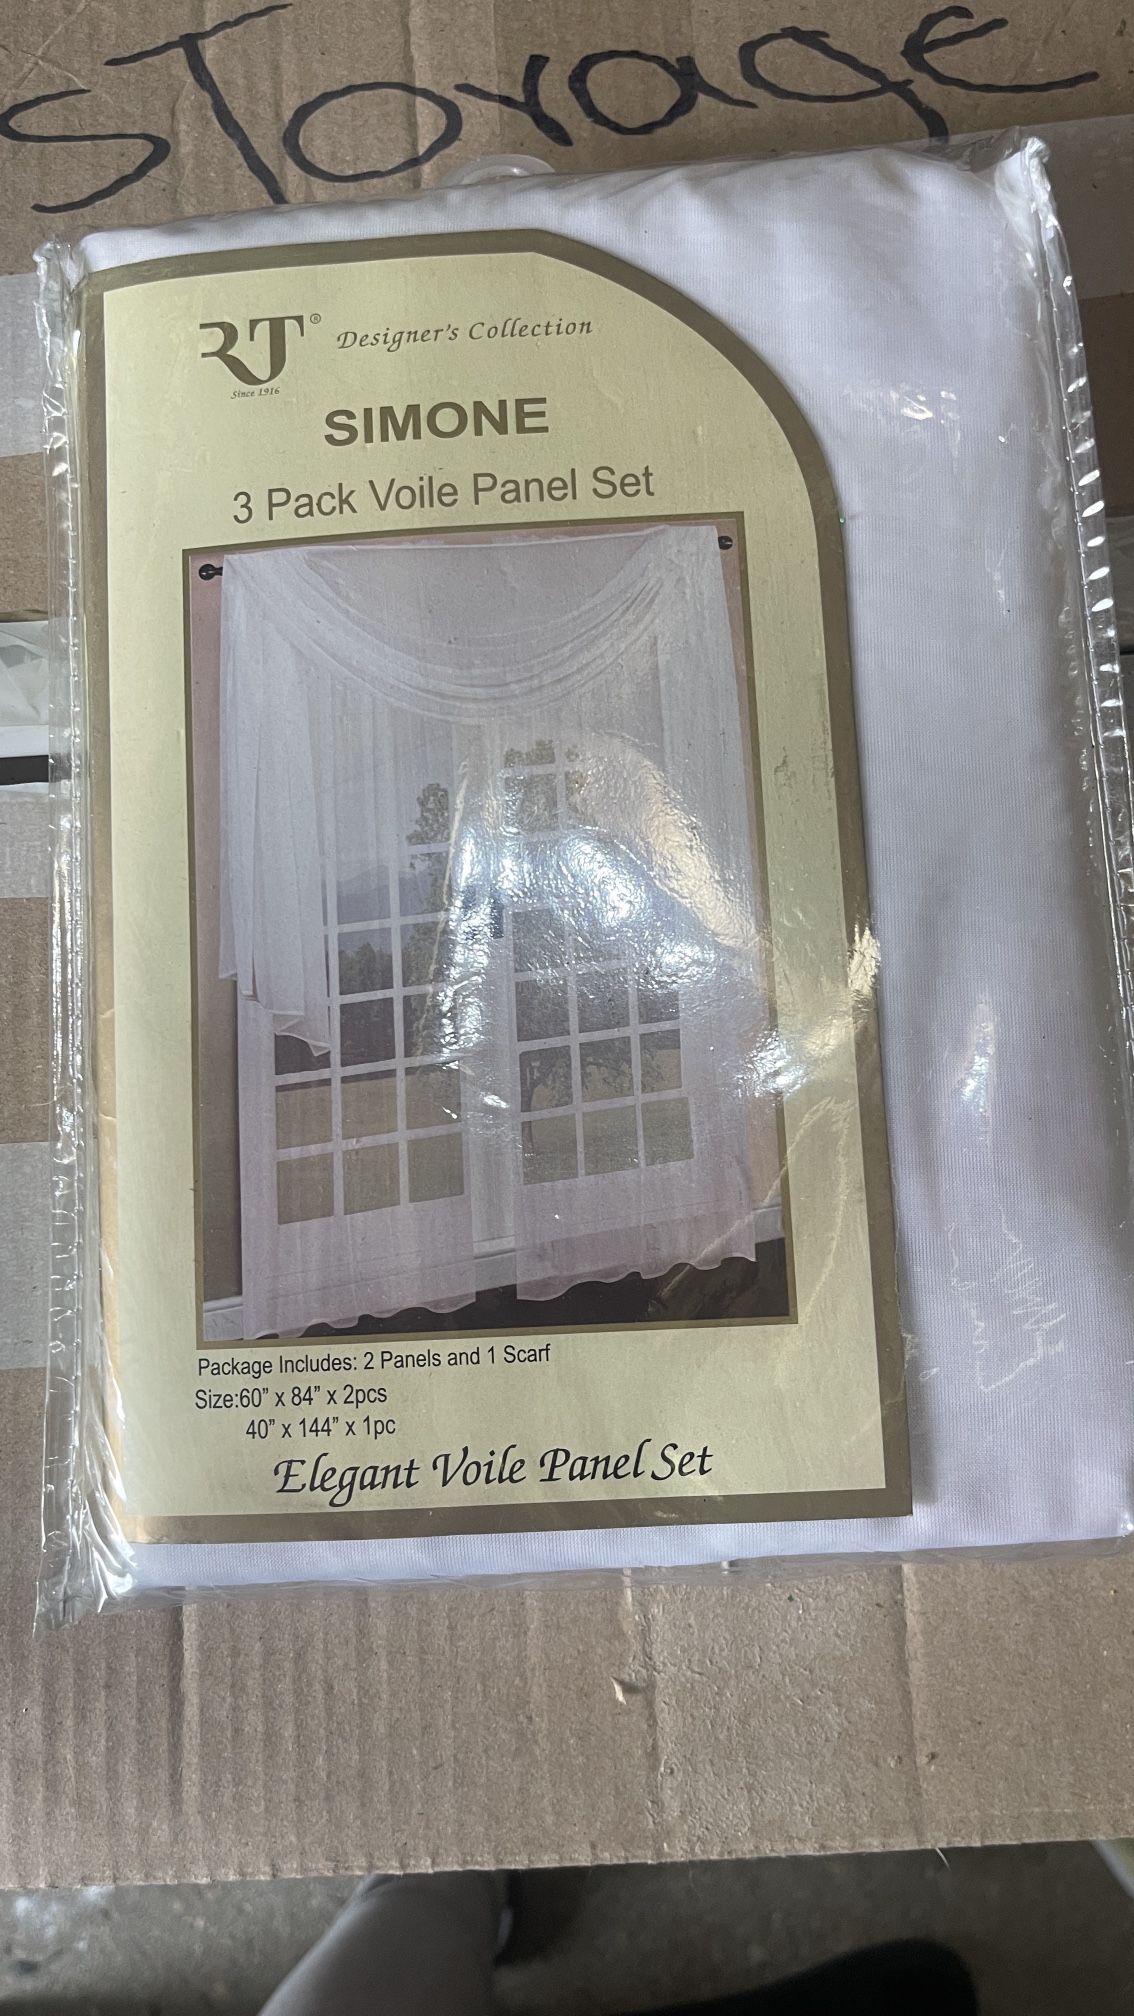 storage
RT® Designer's Collection
Since 1916
SIMONE
3 Pack Voile Panel Set
Package Includes: 2 Panels and 1 Scarf
Size:60" x 84" x 2pcs
40" x 144" x 1pc
Elegant Voile Panel Set